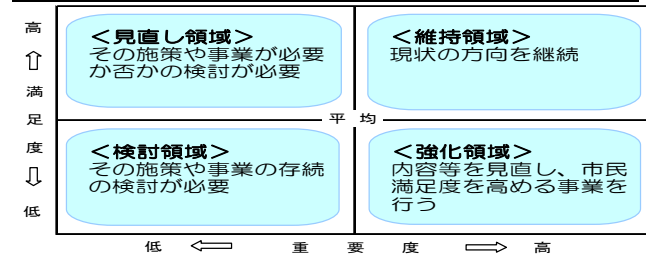 高
⇧
満
足
度
⇩
低
＜見直し領域＞
その施策や事業が必要
か否かの検討が必要
＜維持領域＞
現状の方向を継続
平 均
＜検討領域＞
その施策や事業の存続
の検討が必要
＜強化領域＞
内容等を見直し、市民
満足度を高める事業を
行う
低 ⇦ 重 要 度 ⇨ 高